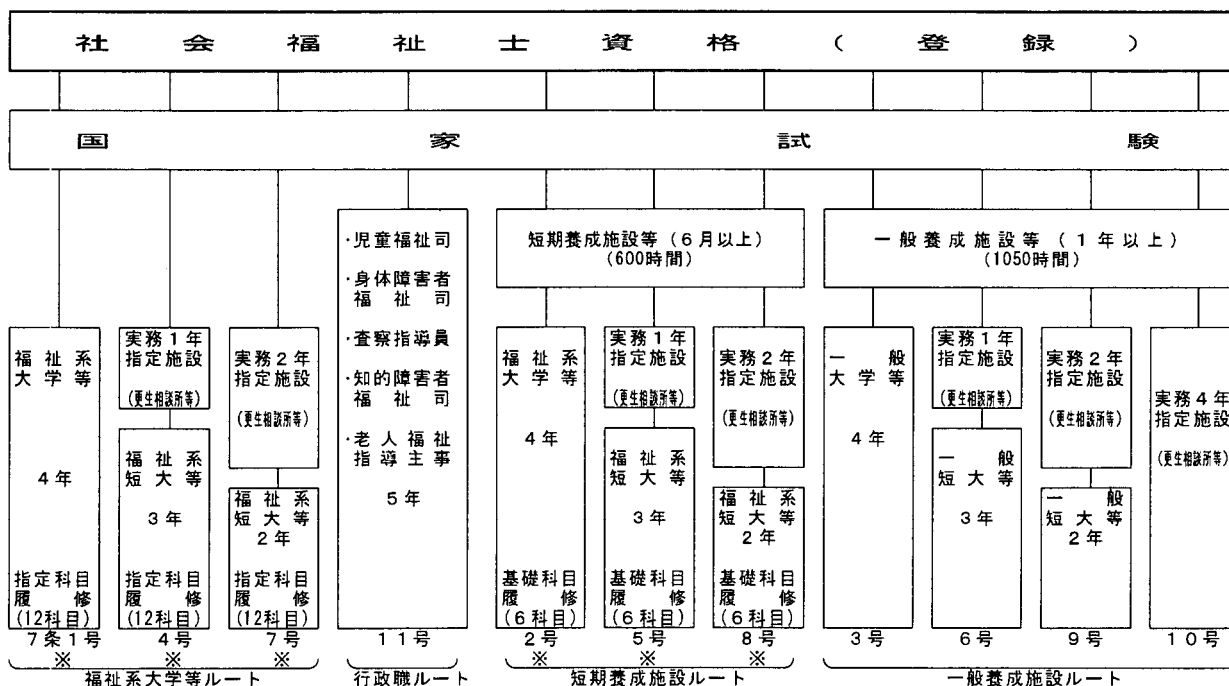 社会福祉士資格(登録)
国家試験
・児童福祉司
・身体障害者
福祉司
・査察指導員
・知的障害者
福祉司
・老人福祉
指導主事
5年
短期養成施設等(6月以上)
(600時間)
一般養成施設等(1年以上)
(1050時間)
福祉系
大学等
4年
指定科目
履修
(12科目)
実務1年
指定施設
(更生相談所等)
福祉系
短大等
3年
指定科目
履修
(12科目)
実務2年
指定施設
(更生相談所等)
福祉系
短大等
2年
指定科目
履修
(12科目)
福祉系
大学等
4年
基礎科目
履修
(6科目)
実務1年
指定施設
(更生相談所等)
福祉系
短大等
3年
基礎科目
履修
(6科目)
実務2年
指定施設
(更生相談所等)
福祉系
短大等
2年
基礎科目
履修
(6科目)
一般
大学等
4年
実務1年
指定施設
(更生相談所等)
一般
短大等
3年
実務2年
指定施設
(更生相談所等)
一般
短大等
2年
実務4年
指定施設
(更生相談所等)
7条1号 4号 7号 11号 2号 5号 8号 3号 6号 9号 10号
※ ※ ※ ※ ※ ※
福祉系大学等ルート 行政職ルート 短期養成施設ルート 一般養成施設ルート